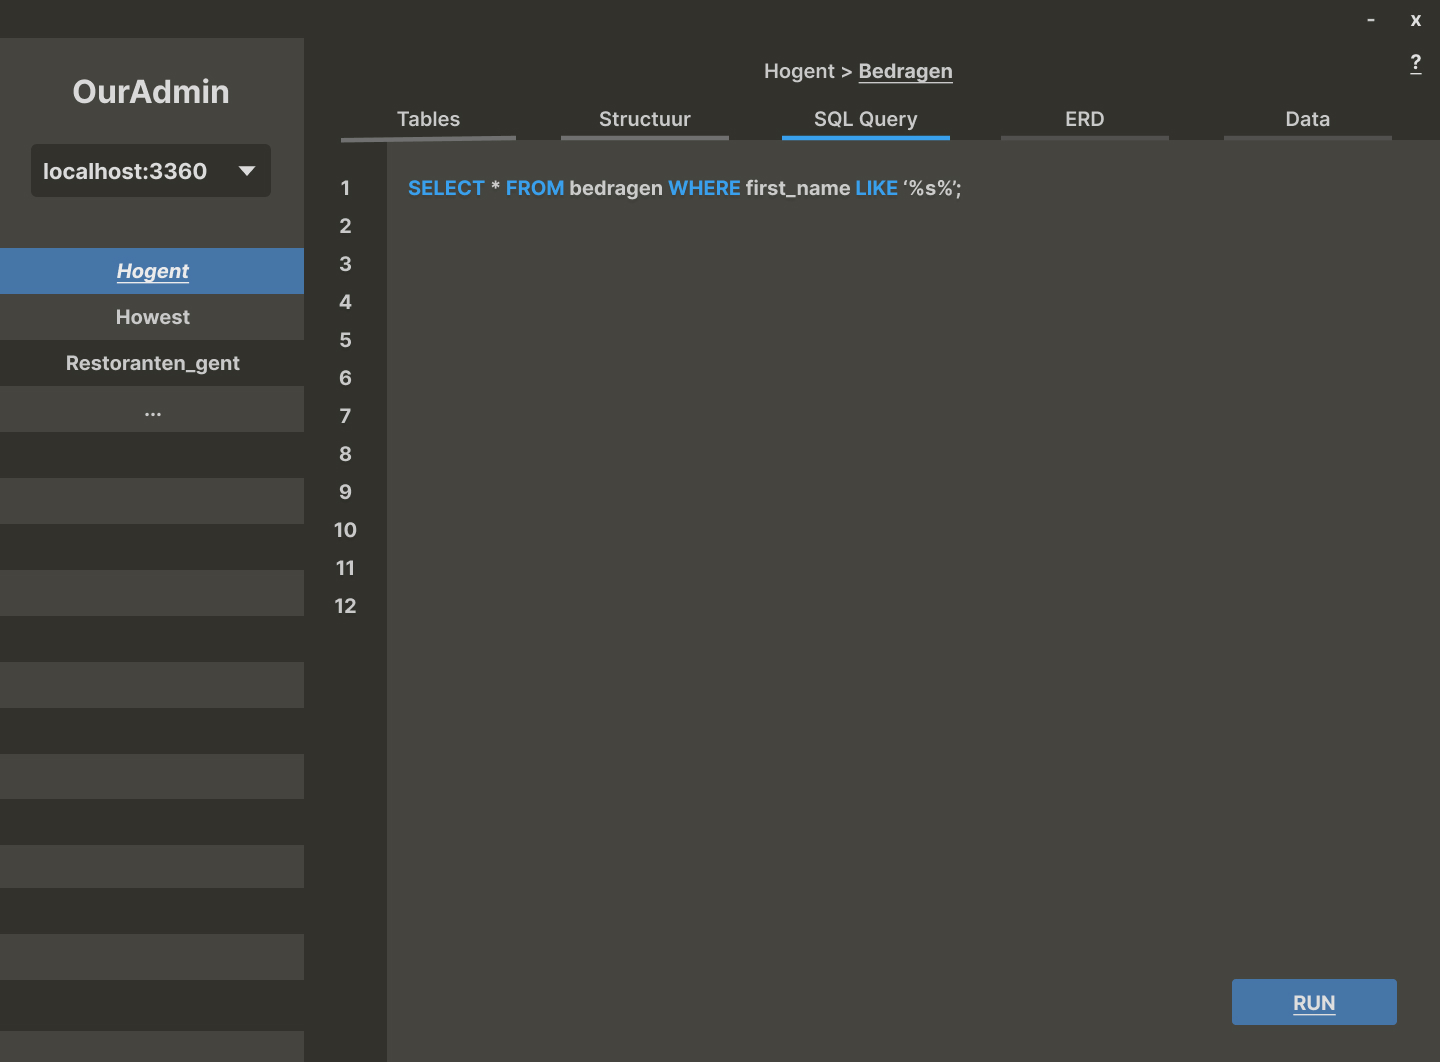 - x
?
OurAdmin
localhost:3360
Hogent
Howest
Restoranten_gent
...
Hogent > Bedragen
Tables Structuur SQL Query ERD Data
1 SELECT * FROM bedragen WHERE first_name LIKE ‘%s%’;
2
3
4
5
6
7
8
9
10
11
12
RUN